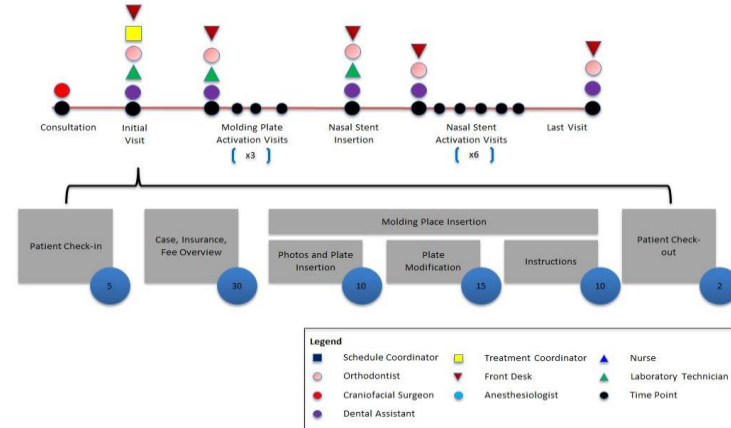 Consultation
Initial
Visit
Molding Plate
Activation Visits
x3
Nasal Stent
Insertion
Nasal Stent
Activation Visits
x6
Last Visit
Patient Check-in
5
Case, Insurance,
Fee Overview
30
Molding Place Insertion
Photos and Plate
Insertion
10
Plate
Modification
15
Instructions
10
Patient Check-
out
2
Legend
Schedule Coordinator
Treatment Coordinator
Nurse
Orthodontist
Front Desk
Laboratory Technician
Craniofacial Surgeon
Anesthesiologist
Time Point
Dental Assistant